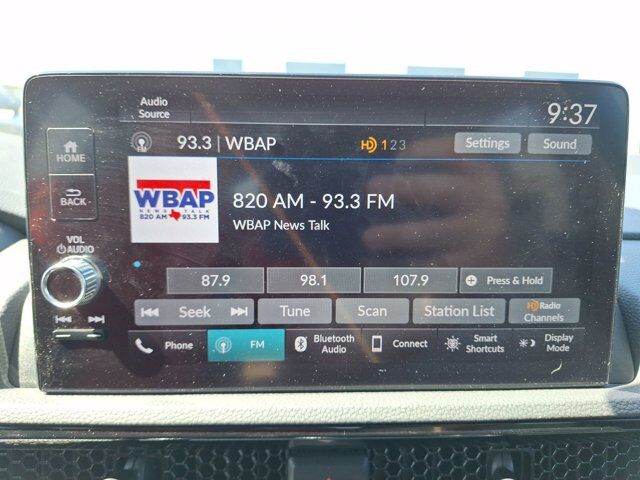 Audio
Source
9:37
HOME
BACK
VOL
AUDIO
FM
93.3 | WBAP
HD 1 2 3
Settings
Sound
WBAP
NEWS TALK
820 AM 93.3 FM
820 AM - 93.3 FM
WBAP News Talk
87.9
98.1
107.9
Press & Hold
Seek
Tune
Scan
Station List
HD Radio
Channels
Phone
FM
Bluetooth
Audio
Connect
Smart
Shortcuts
Display
Mode